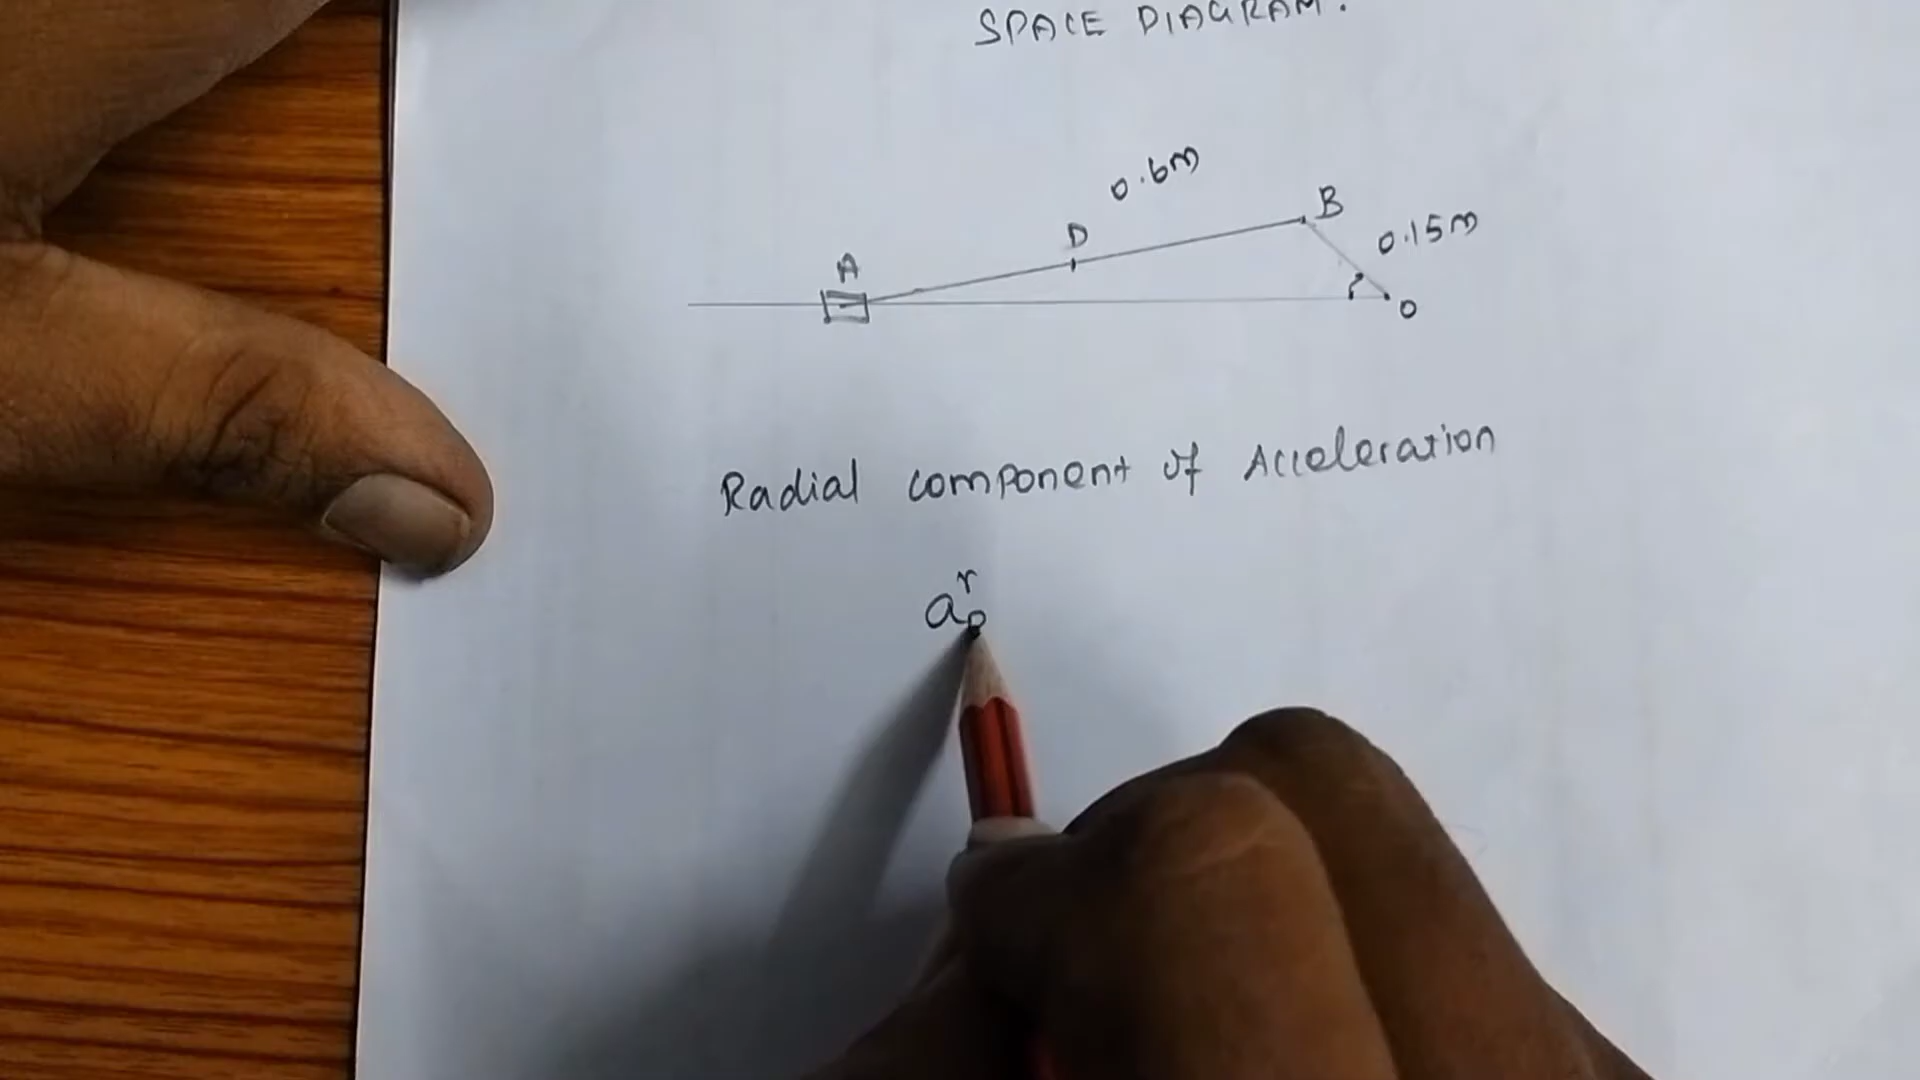 SPACE DIAGRAM.
0.6m
B
0.15m
D
A
O
Radial component of Acceleration
a
r